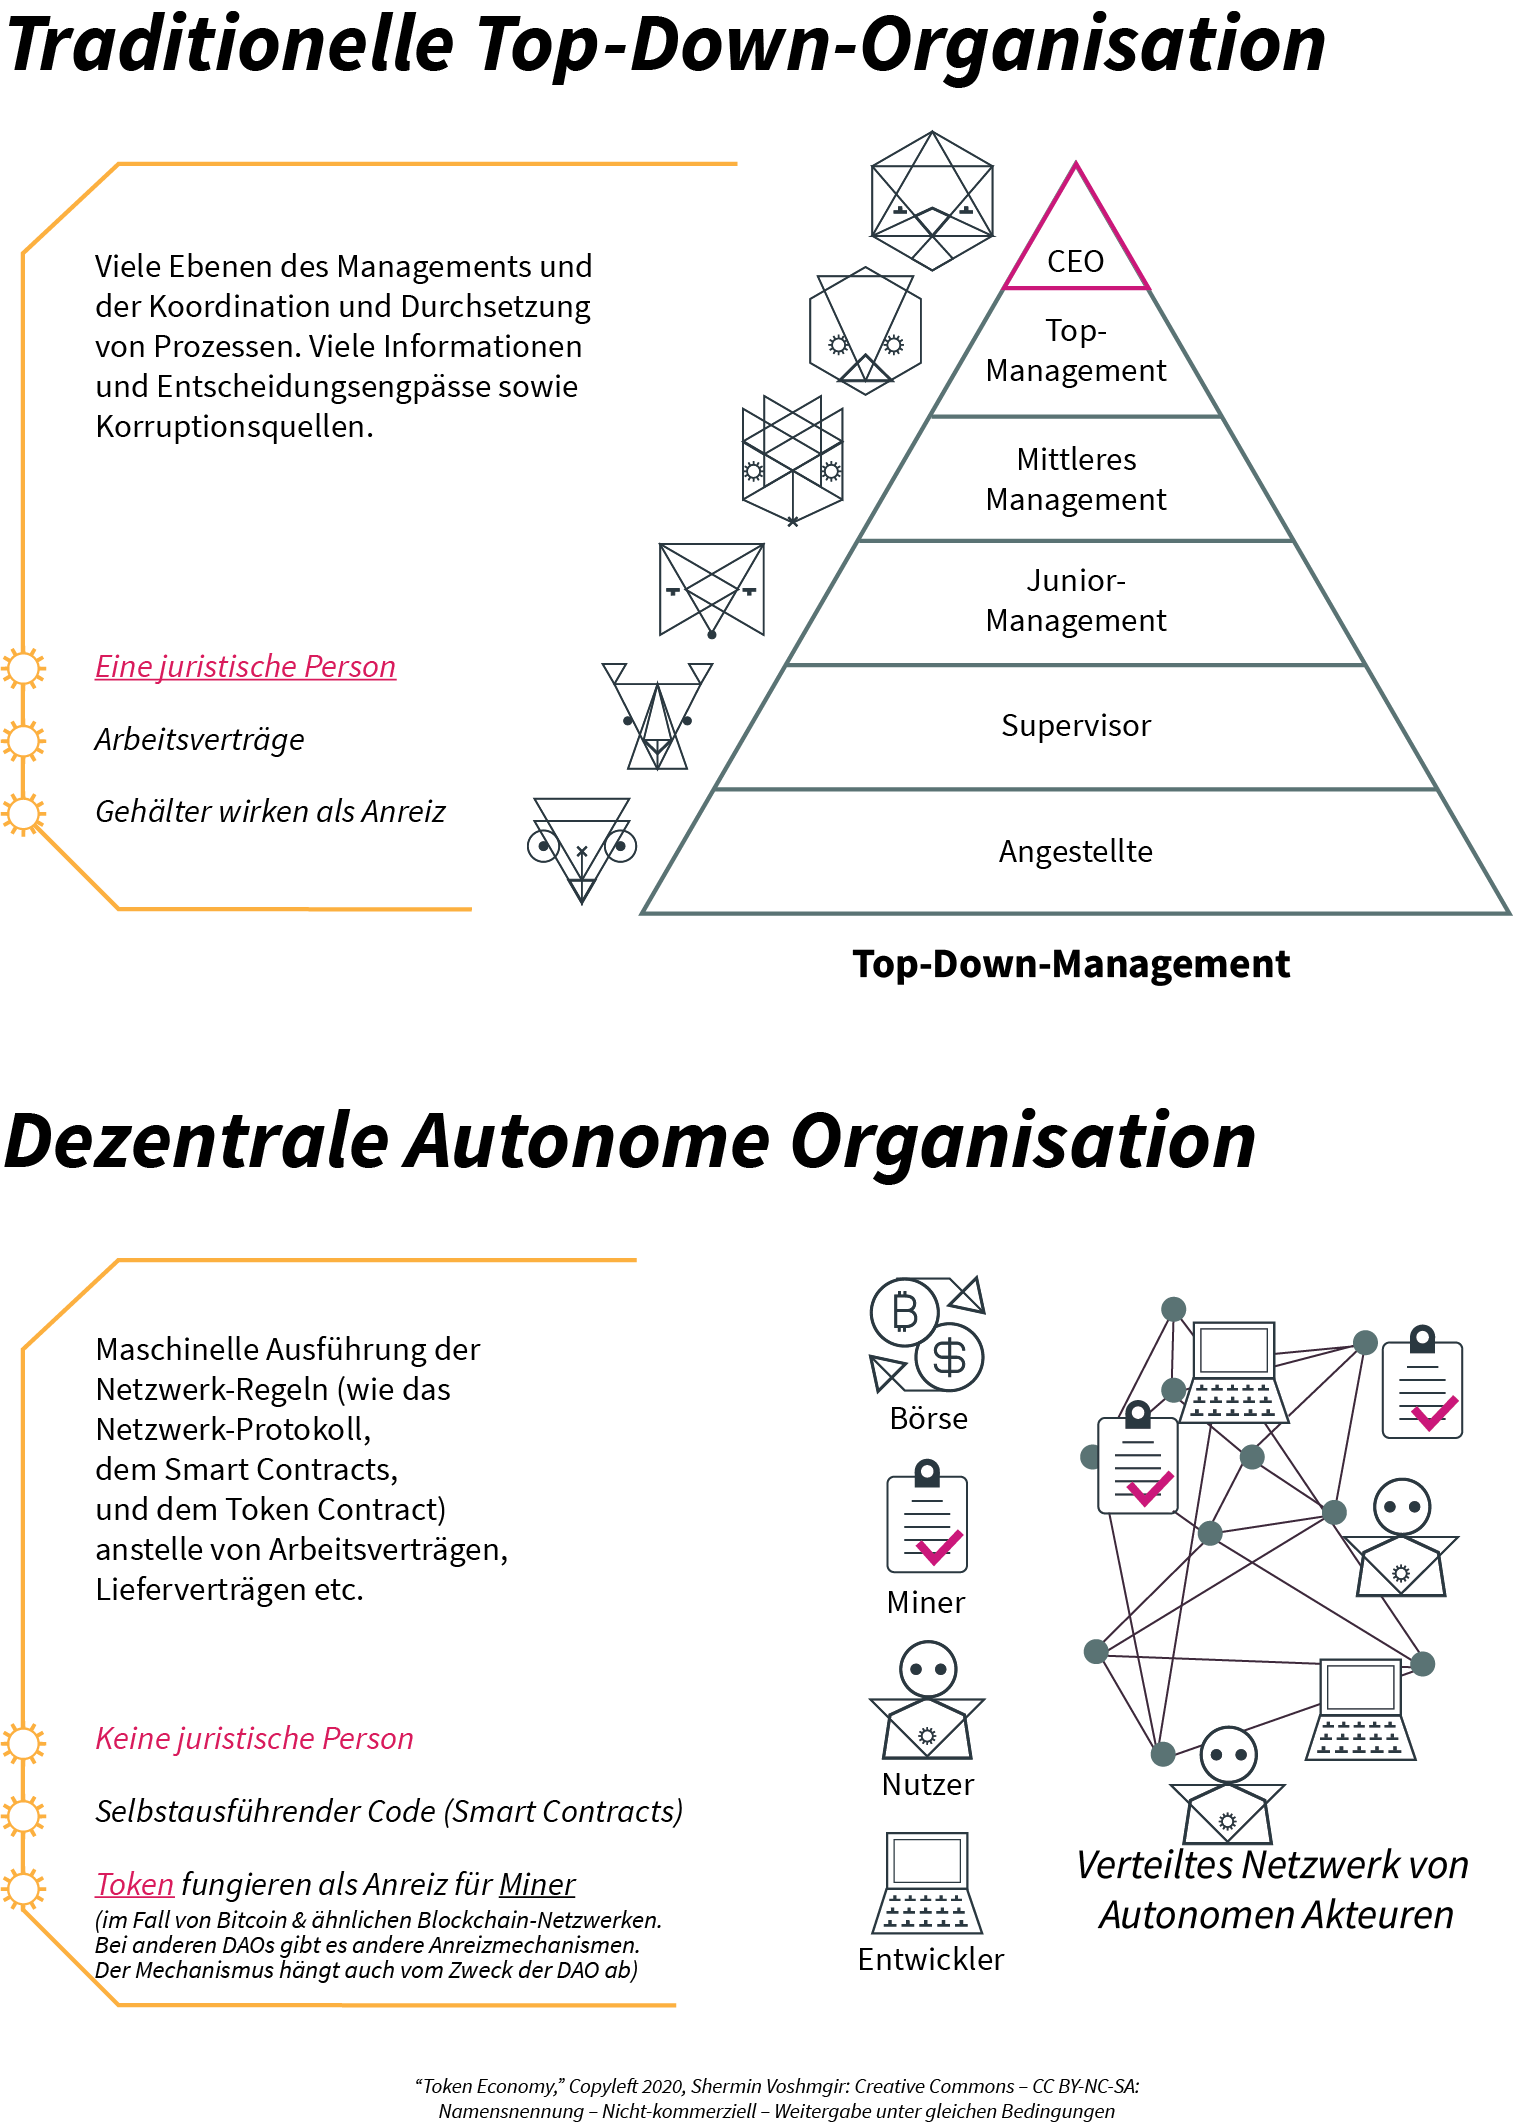 Traditionelle Top-Down-Organisation
Viele Ebenen des Managements und
der Koordination und Durchsetzung
von Prozessen. Viele Informationen
und Entscheidungsengpässe sowie
Korruptionsquellen.
Eine juristische Person
Arbeitsverträge
Gehälter wirken als Anreiz
CEO
Top-
Management
Mittleres
Management
Junior-
Management
Supervisor
Angestellte
Top-Down-Management
Dezentrale Autonome Organisation
Maschinelle Ausführung der
Netzwerk-Regeln (wie das
Netzwerk-Protokoll,
dem Smart Contracts,
und dem Token Contract)
anstelle von Arbeitsverträgen,
Lieferverträgen etc.
Keine juristische Person
Selbstausführender Code (Smart Contracts)
Token fungieren als Anreiz für Miner
(im Fall von Bitcoin & ähnlichen Blockchain-Netzwerken.
Bei anderen DAOs gibt es andere Anreizmechanismen.
Der Mechanismus hängt auch vom Zweck der DAO ab)
Börse
Miner
Nutzer
Entwickler
Verteiltes Netzwerk von
Autonomen Akteuren
“Token Economy,” Copyleft 2020, Shermin Voshmgir: Creative Commons – CC BY-NC-SA:
Namensnennung – Nicht-kommerziell – Weitergabe unter gleichen Bedingungen